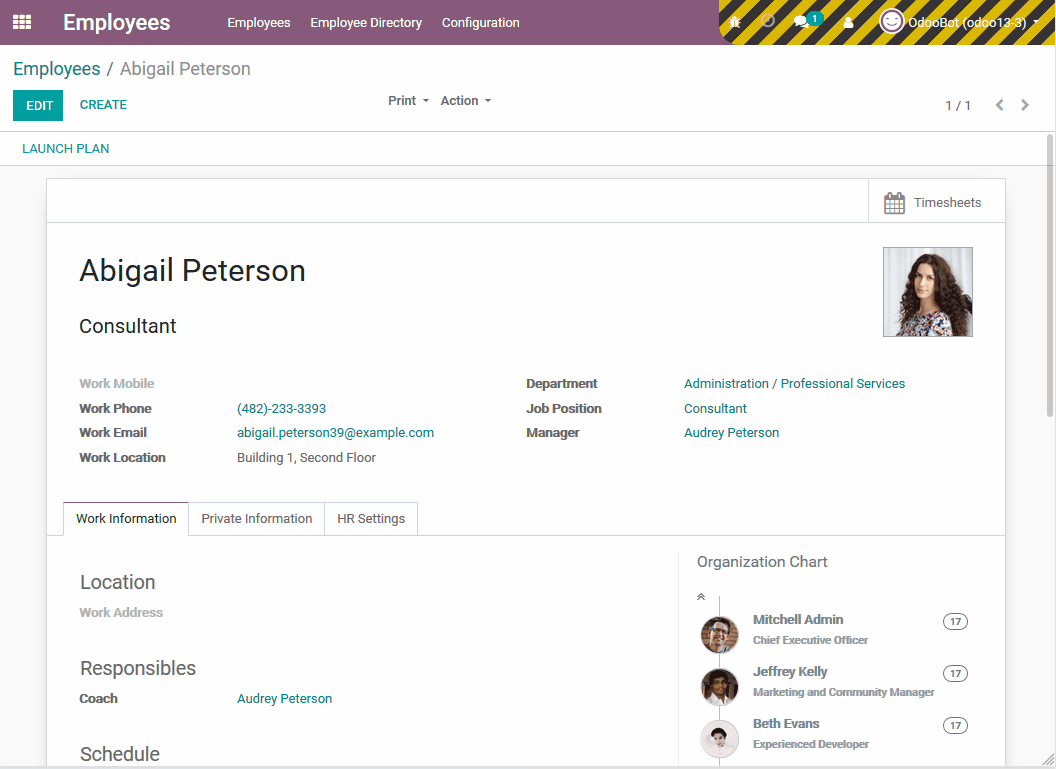 Employees Employees Employee Directory Configuration 1 OdooBot (odoo13-3)
Employees / Abigail Peterson
EDIT CREATE Print Action 1 / 1
LAUNCH PLAN
Timesheets
Abigail Peterson
Consultant
Work Mobile
Work Phone (482)-233-3393
Work Email abigail.peterson39@example.com
Work Location Building 1, Second Floor
Department Administration / Professional Services
Job Position Consultant
Manager Audrey Peterson
Work Information Private Information HR Settings
Location
Work Address
Responsibles
Coach Audrey Peterson
Schedule
Organization Chart
Mitchell Admin 17
Chief Executive Officer
Jeffrey Kelly 17
Marketing and Community Manager
Beth Evans 17
Experienced Developer